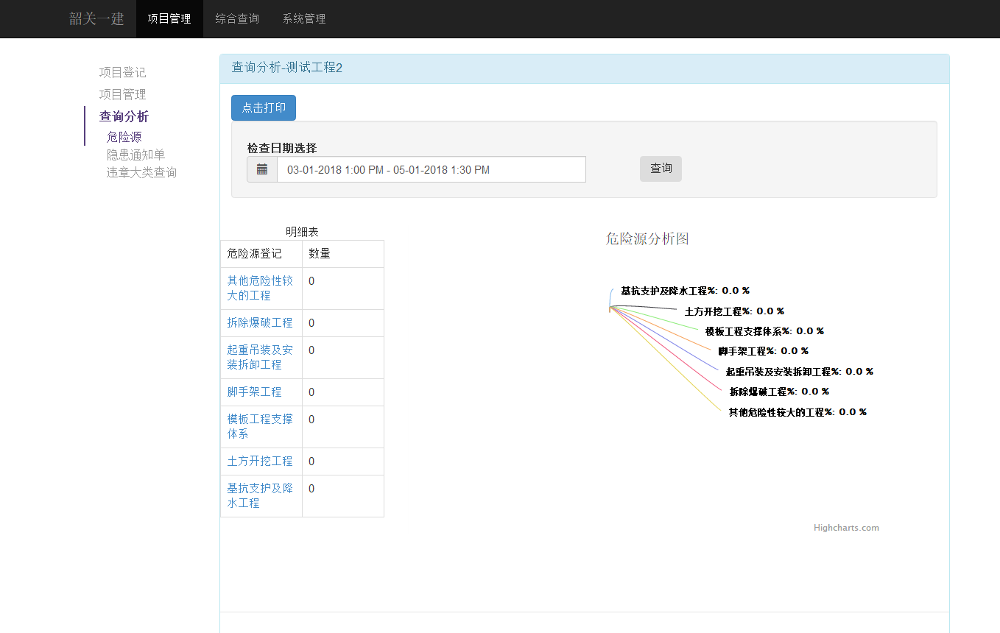 韶关一建 项目管理 综合查询 系统管理
项目登记
项目管理
查询分析
危险源
隐患通知单
违章大类查询
查询分析-测试工程2
点击打印
检查日期选择
03-01-2018 1:00 PM - 05-01-2018 1:30 PM 查询
明细表
危险源登记 数量
其他危险性较 0
大的工程
拆除爆破工程 0
起重吊装及安 0
装拆卸工程
脚手架工程 0
模板工程支撑 0
体系
土方开挖工程 0
基抗支护及降 0
水工程
危险源分析图
基抗支护及降水工程%: 0.0 %
土方开挖工程%: 0.0 %
模板工程支撑体系%: 0.0 %
脚手架工程%: 0.0 %
起重吊装及安装拆卸工程%: 0.0 %
拆除爆破工程%: 0.0 %
其他危险性较大的工程%: 0.0 %
Highcharts.com